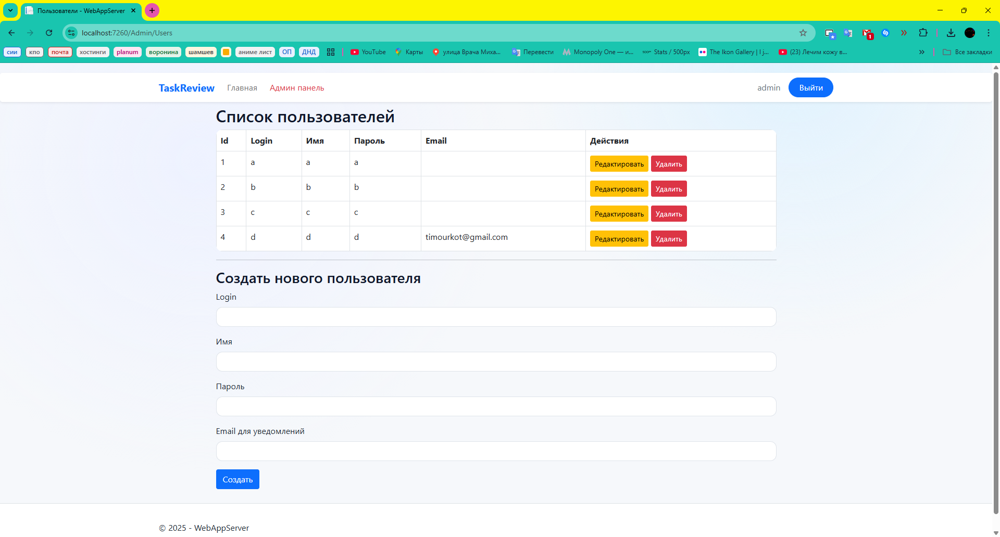 Пользователи - WebAppServer
localhost:7260/Admin/Users
сии кпо почта хостинги planum воронина шамшев аниме лист ОП ДНД YouTube Карты улица Врача Миха... Перевести Monopoly One — и... Stats / 500px The Ikon Gallery | I j... (23) Лечим кожу в... Все закладки
TaskReview Главная Админ панель admin Выйти
Список пользователей
Id Login Имя Пароль Email Действия
1 a a a Редактировать Удалить
2 b b b Редактировать Удалить
3 c c c Редактировать Удалить
4 d d d timourkot@gmail.com Редактировать Удалить
Создать нового пользователя
Login
Имя
Пароль
Email для уведомлений
Создать
© 2025 - WebAppServer